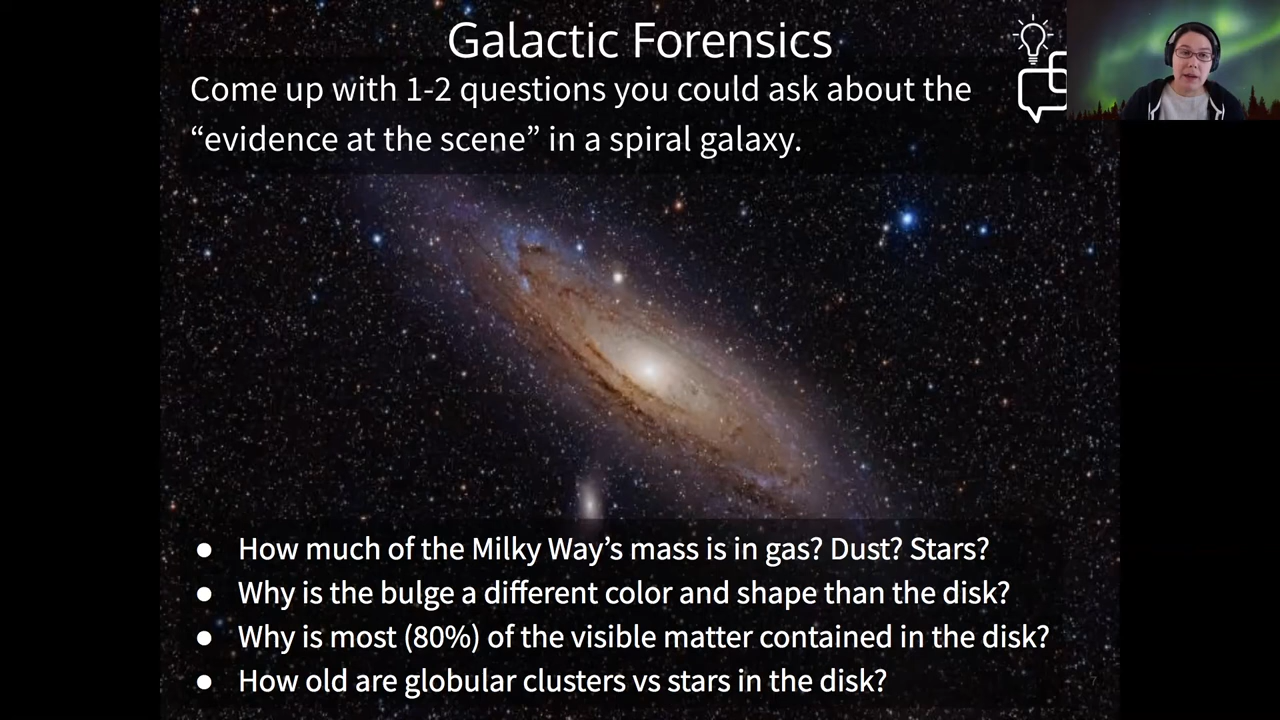 Galactic Forensics
Come up with 1-2 questions you could ask about the
“evidence at the scene” in a spiral galaxy.
● How much of the Milky Way’s mass is in gas? Dust? Stars?
● Why is the bulge a different color and shape than the disk?
● Why is most (80%) of the visible matter contained in the disk?
● How old are globular clusters vs stars in the disk?